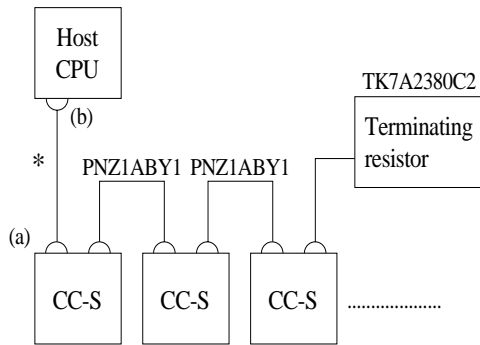 Host
CPU
(b)
TK7A2380C2
Terminating
resistor
*
PNZ1ABY1 PNZ1ABY1
(a)
CC-S CC-S CC-S ....................